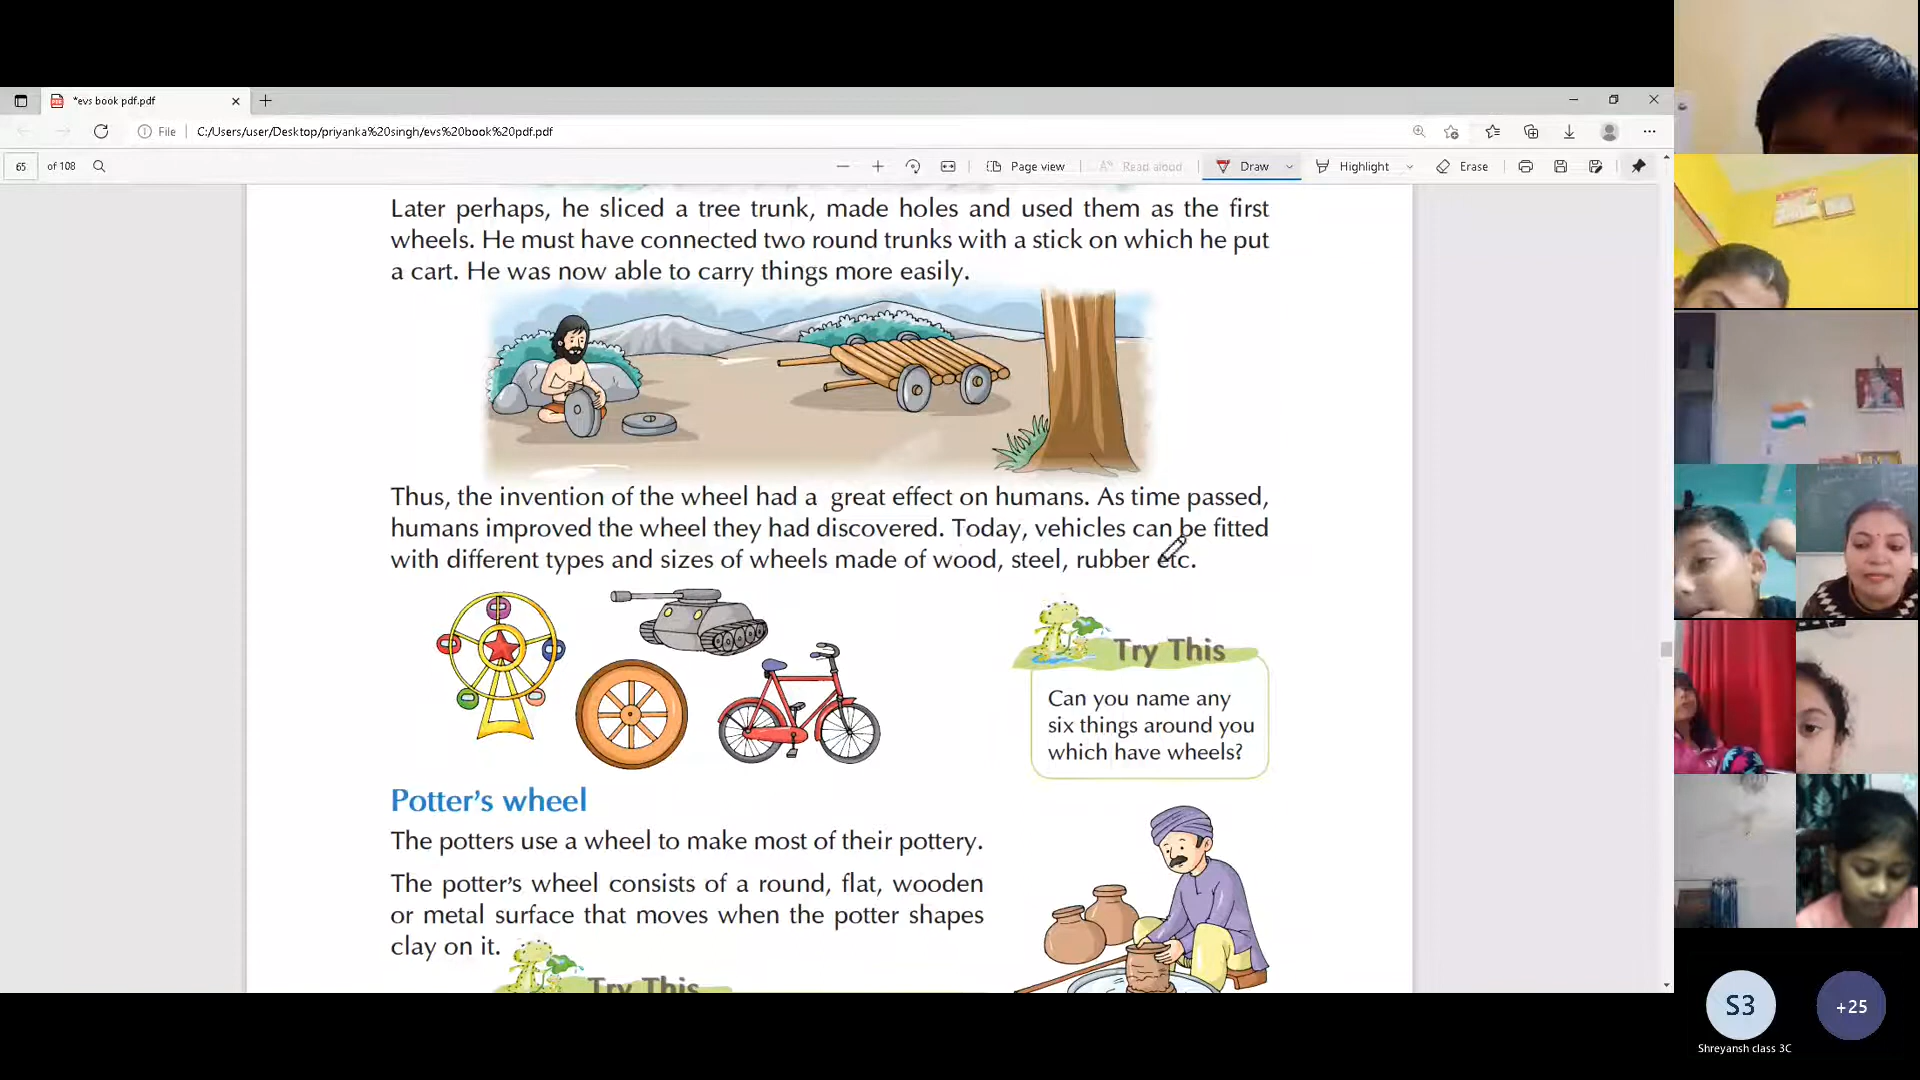 *evs book pdf.pdf
File
C:/Users/user/Desktop/priyanka%20singh/evs%20book%20pdf.pdf
65 of 108
Page view
Read aloud
Draw
Highlight
Erase
Later perhaps, he sliced a tree trunk, made holes and used them as the first
wheels. He must have connected two round trunks with a stick on which he put
a cart. He was now able to carry things more easily.
Thus, the invention of the wheel had a great effect on humans. As time passed,
humans improved the wheel they had discovered. Today, vehicles can be fitted
with different types and sizes of wheels made of wood, steel, rubber etc.
Try This
Can you name any
six things around you
which have wheels?
Potter's wheel
The potters use a wheel to make most of their pottery.
The potter's wheel consists of a round, flat, wooden
or metal surface that moves when the potter shapes
clay on it.
Try This
S3
+25
Shreyansh class 3C